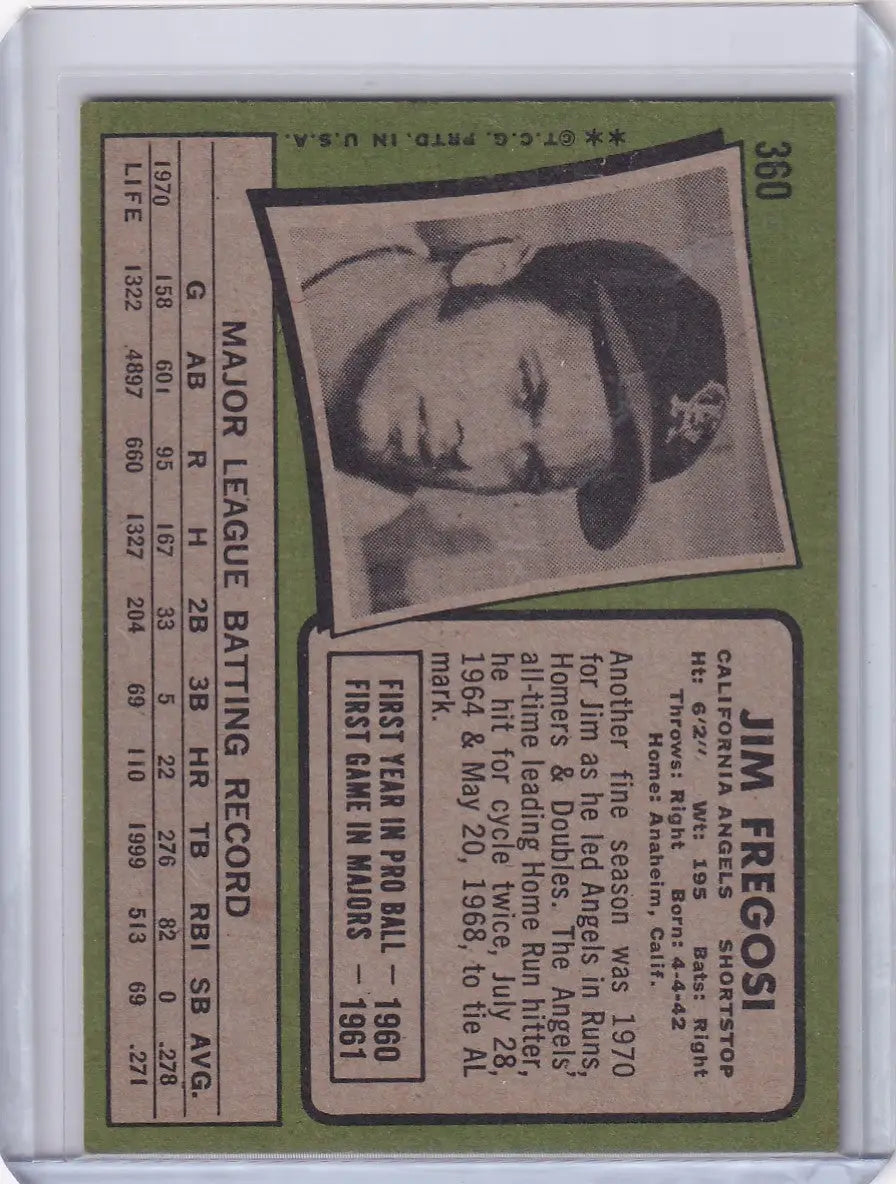 360
** ©T.C.G. PRTD. IN U.S.A.
JIM FREGOSI
CALIFORNIA ANGELS SHORTSTOP
Ht: 6'2" Wt: 195 Bats: Right
Throws: Right Born: 4-4-42
Home: Anaheim, Calif.
Another fine season was 1970
for Jim as he led Angels in Runs,
Homers & Doubles. The Angels'
all-time leading Home Run hitter,
he hit for cycle twice, July 28,
1964 & May 20, 1968, to tie AL
mark.
FIRST YEAR IN PRO BALL — 1960
FIRST GAME IN MAJORS — 1961
MAJOR LEAGUE BATTING RECORD
G AB R H 2B 3B HR TB RBI SB AVG.
1970 158 601 95 167 33 5 22 276 82 0 .278
LIFE 1322 4897 660 1327 204 69 110 1999 513 69 .271